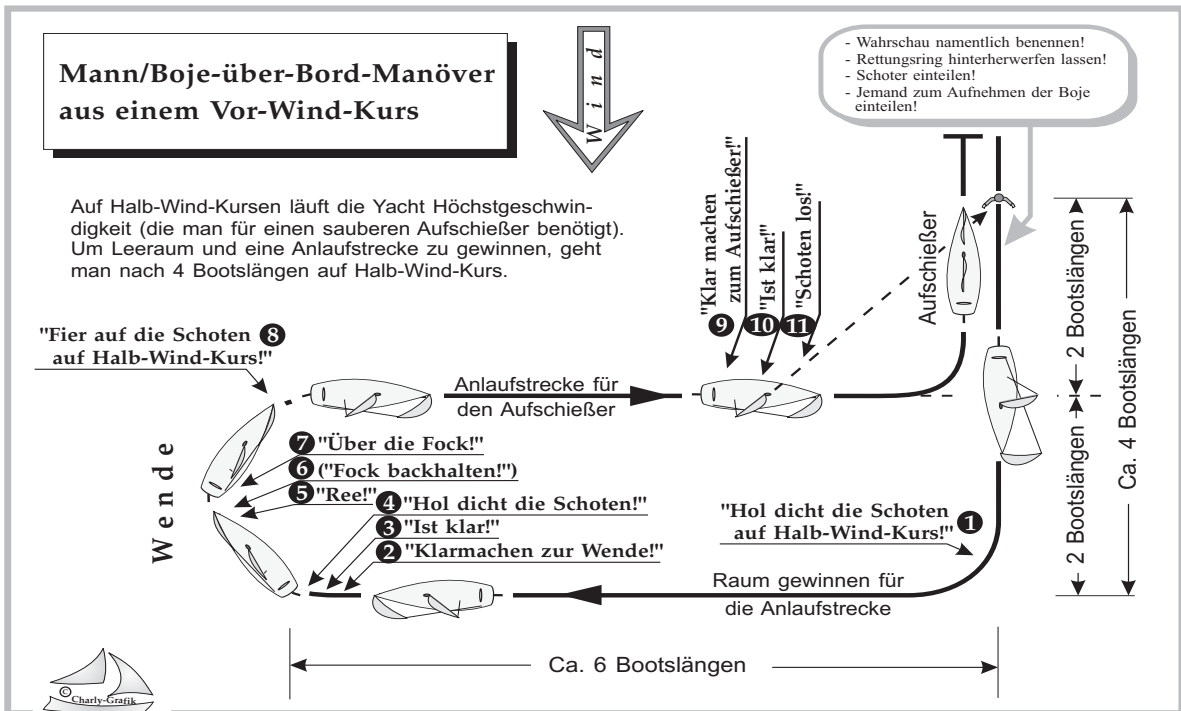 Mann/Boje-über-Bord-Manöver
aus einem Vor-Wind-Kurs
Wind
- Wahrschau namentlich benennen!
- Rettungsring hinterherwerfen lassen!
- Schoter einteilen!
- Jemand zum Aufnehmen der Boje
einteilen!
Auf Halb-Wind-Kursen läuft die Yacht Höchstgeschwin-
digkeit (die man für einen sauberen Aufschießer benötigt).
Um Leeraum und eine Anlaufstrecke zu gewinnen, geht
man nach 4 Bootslängen auf Halb-Wind-Kurs.
"Klar machen
zum Aufschießer!"
9
"Ist klar!"
10
"Schoten los!"
11
Aufschießer
2 Bootslängen
2 Bootslängen
Ca. 4 Bootslängen
"Fier auf die Schoten 8
auf Halb-Wind-Kurs!"
Anlaufstrecke für
den Aufschießer
Wende
7 "Über die Fock!"
6 ("Fock backhalten!")
5 "Ree!"
4 "Hol dicht die Schoten!"
3 "Ist klar!"
2 "Klarmachen zur Wende!"
"Hol dicht die Schoten
auf Halb-Wind-Kurs!" 1
Raum gewinnen für
die Anlaufstrecke
Ca. 6 Bootslängen
© Charly-Grafik